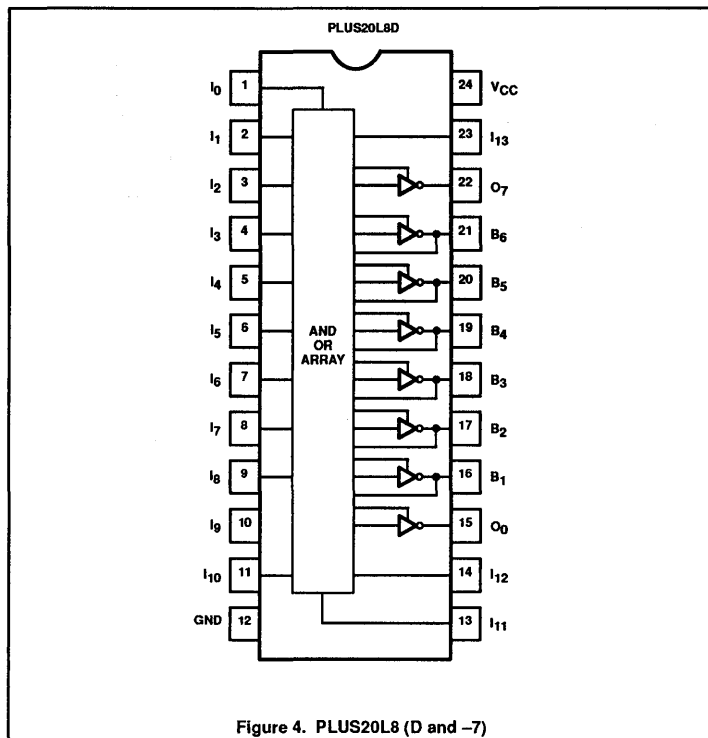 PLUS20L8D
I0 1 24 VCC
I1 2 23 I13
I2 3 22 O7
I3 4 21 B6
I4 5 20 B5
I5 6 19 B4
AND
OR
ARRAY
I6 7 18 B3
I7 8 17 B2
I8 9 16 B1
I9 10 15 O0
I10 11 14 I12
GND 12 13 I11
Figure 4. PLUS20L8 (D and –7)